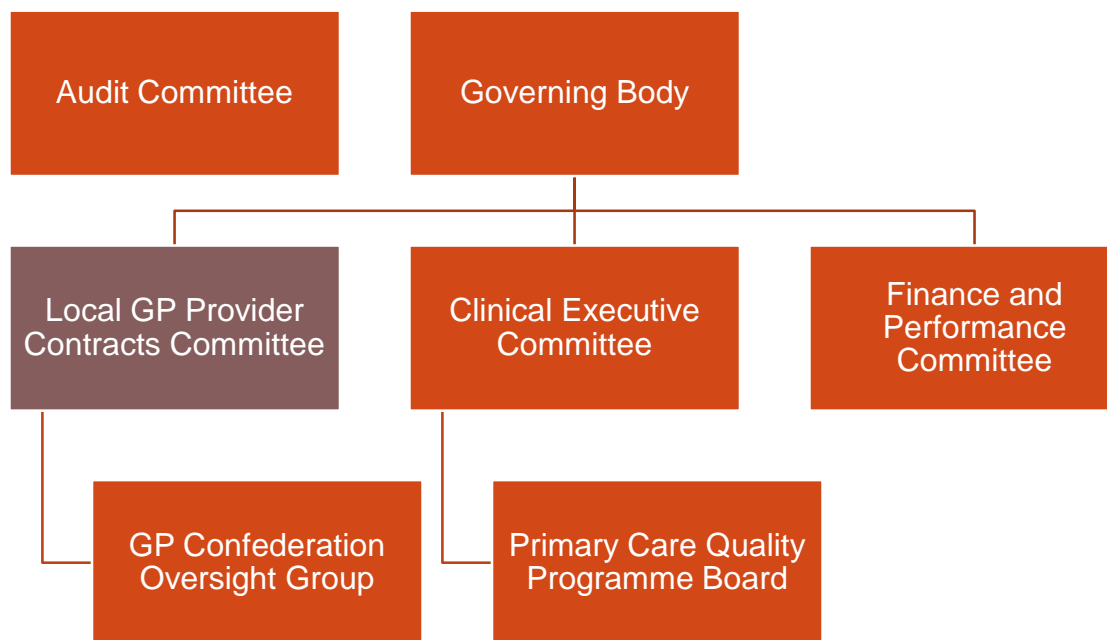 Audit Committee
Governing Body
Local GP Provider
Contracts Committee
Clinical Executive
Committee
Finance and
Performance
Committee
GP Confederation
Oversight Group
Primary Care Quality
Programme Board